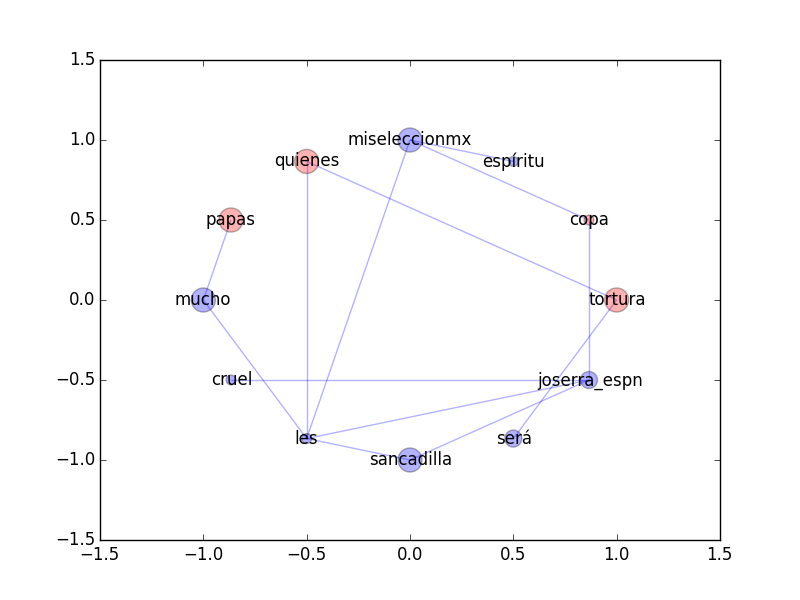 1.5
miseleccionmx
1.0
quienes
espíritu
papas
0.5
copa
mucho
0.0
tortura
cruel
−0.5
joserra_espn
les
será
sancadilla
−1.0
−1.5
−1.5 −1.0 −0.5 0.0 0.5 1.0 1.5